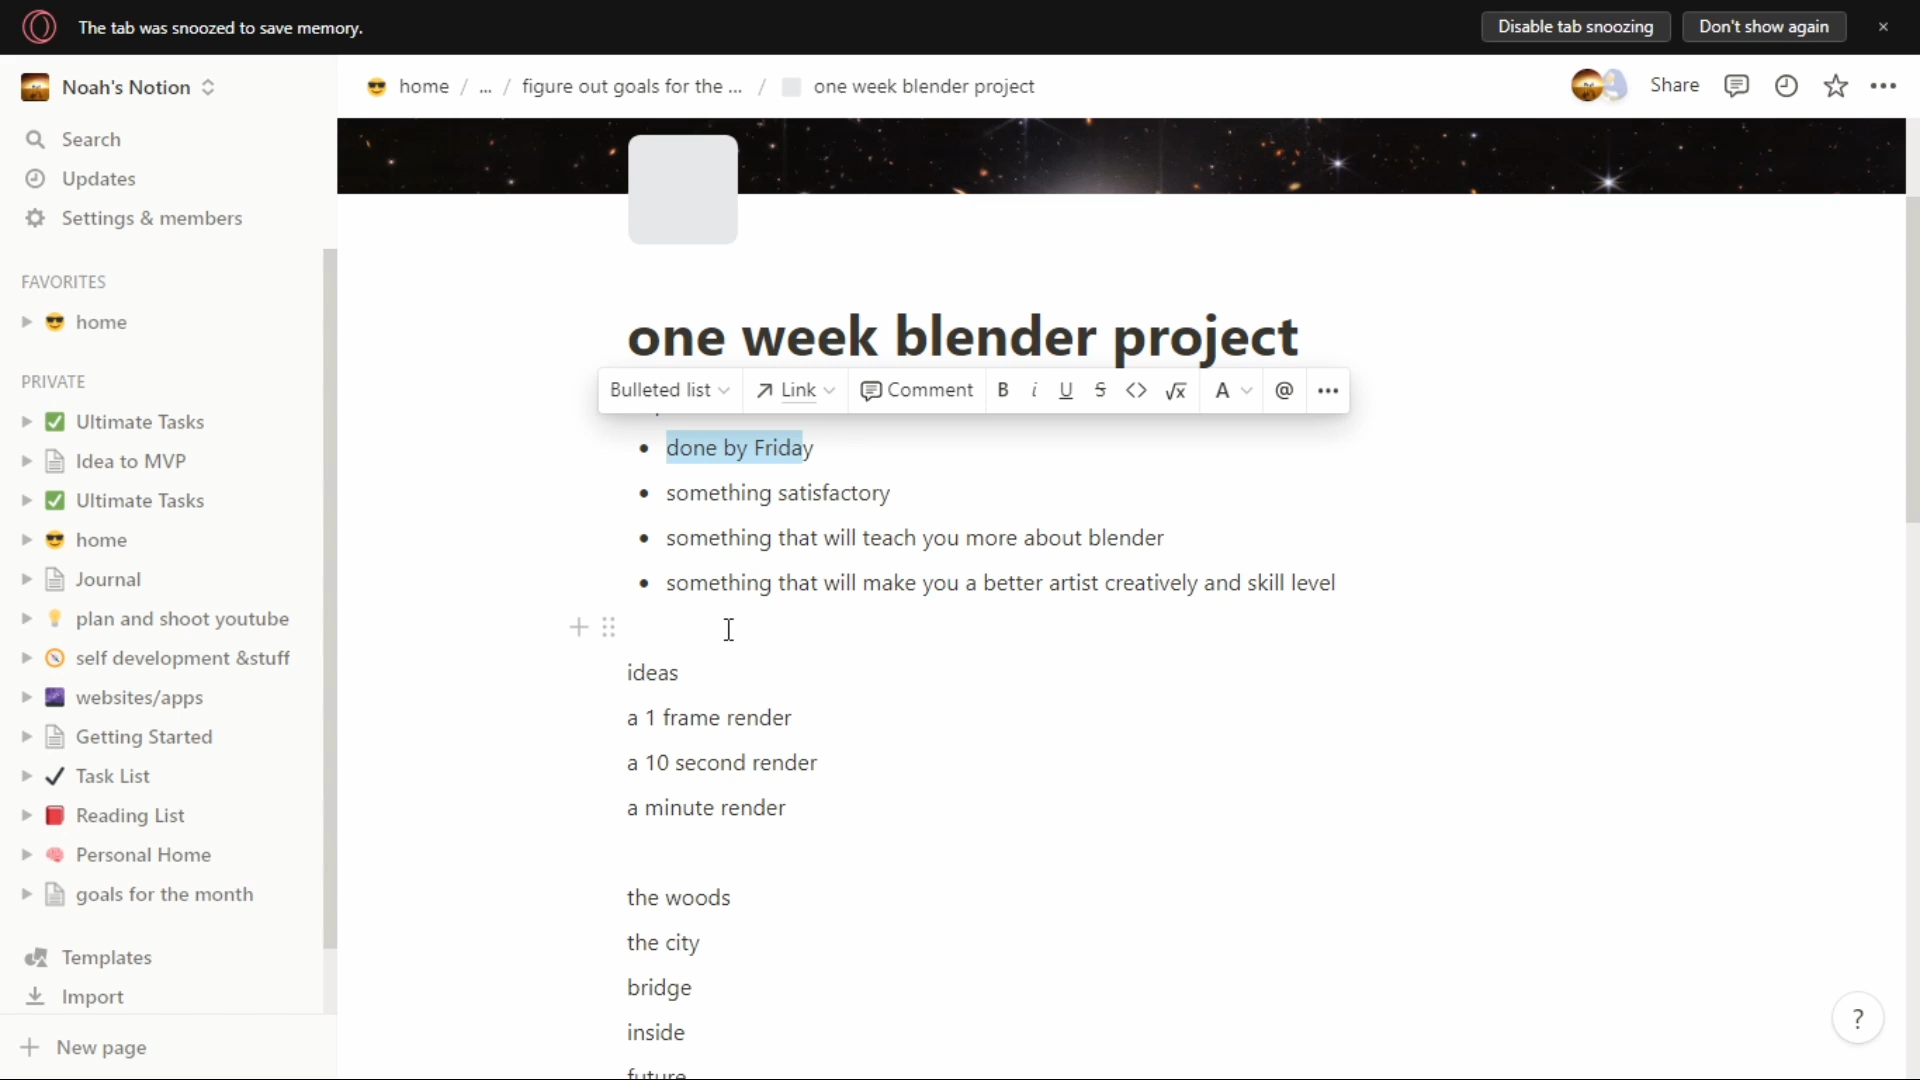 The tab was snoozed to save memory.
Disable tab snoozing
Don't show again
Noah's Notion
home / ... / figure out goals for the ... / one week blender project
Share
Search
Updates
Settings & members
FAVORITES
home
PRIVATE
Ultimate Tasks
Idea to MVP
Ultimate Tasks
home
Journal
plan and shoot youtube
self development &stuff
websites/apps
Getting Started
Task List
Reading List
Personal Home
goals for the month
Templates
Import
New page
one week blender project
Bulleted list
Link
Comment
B i U S <> √x A @ •••
• done by Friday
• something satisfactory
• something that will teach you more about blender
• something that will make you a better artist creatively and skill level
ideas
a 1 frame render
a 10 second render
a minute render
the woods
the city
bridge
inside
future
?